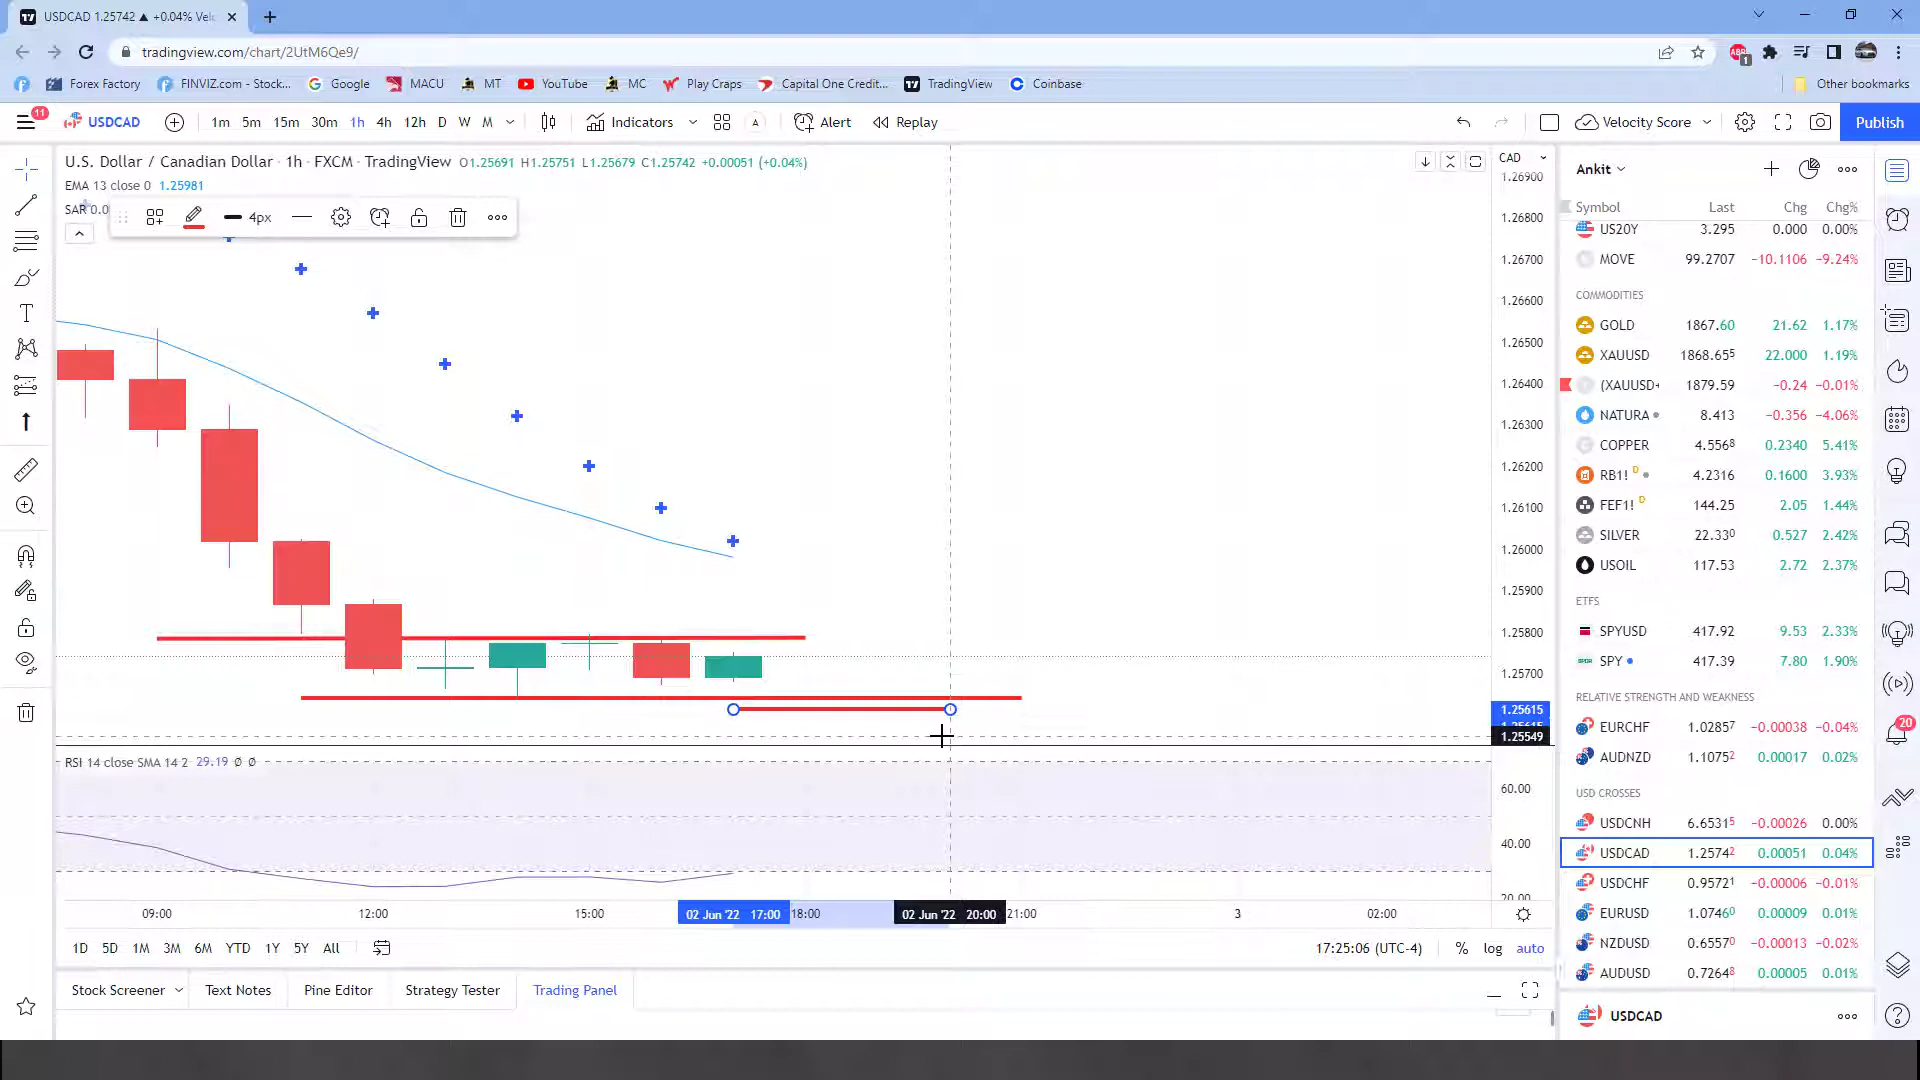 USDCAD 1.25742 ▲ +0.04% Vel
tradingview.com/chart/2UtM6Qe9/
ABP 1
Forex Factory FINVIZ.com - Stock... Google MACU MT YouTube MC Play Craps Capital One Credit... TradingView Coinbase Other bookmarks
11 USDCAD 1m 5m 15m 30m 1h 4h 12h D W M Indicators A Alert Replay Velocity Score Publish
U.S. Dollar / Canadian Dollar · 1h · FXCM · TradingView O1.25691 H1.25751 L1.25679 C1.25742 +0.00051 (+0.04%)
EMA 13 close 0 1.25981
SAR 0.0
4px
CAD
1.26900
1.26800
1.26700
1.26600
1.26500
1.26400
1.26300
1.26200
1.26100
1.26000
1.25900
1.25800
1.25700
1.25615
1.25549
RSI 14 close SMA 14 2 29.19 Ø Ø
60.00
40.00
20.00
09:00 12:00 15:00 02 Jun '22 17:00 18:00 02 Jun '22 20:00 21:00 3 02:00
1D 5D 1M 3M 6M YTD 1Y 5Y All 17:25:06 (UTC-4) % log auto
Stock Screener Text Notes Pine Editor Strategy Tester Trading Panel
Ankit
Symbol Last Chg Chg%
US20Y 3.295 0.000 0.00%
MOVE 99.2707 −10.1106 −9.24%
COMMODITIES
GOLD 1867.60 21.62 1.17%
XAUUSD 1868.655 22.000 1.19%
(XAUUSD+ 1879.59 −0.24 −0.01%
NATURA 8.413 −0.356 −4.06%
COPPER 4.5568 0.2340 5.41%
RB1! D 4.2316 0.1600 3.93%
FEF1! D 144.25 2.05 1.44%
SILVER 22.330 0.527 2.42%
USOIL 117.53 2.72 2.37%
ETFS
SPYUSD 417.92 9.53 2.33%
SPY 417.39 7.80 1.90%
RELATIVE STRENGTH AND WEAKNESS
EURCHF 1.02857 −0.00038 −0.04%
AUDNZD 1.10752 0.00017 0.02%
USD CROSSES
USDCNH 6.65315 −0.00026 0.00%
USDCAD 1.25742 0.00051 0.04%
USDCHF 0.95721 −0.00006 −0.01%
EURUSD 1.07460 0.00009 0.01%
NZDUSD 0.65570 −0.00013 −0.02%
AUDUSD 0.72648 0.00005 0.01%
USDCAD
20